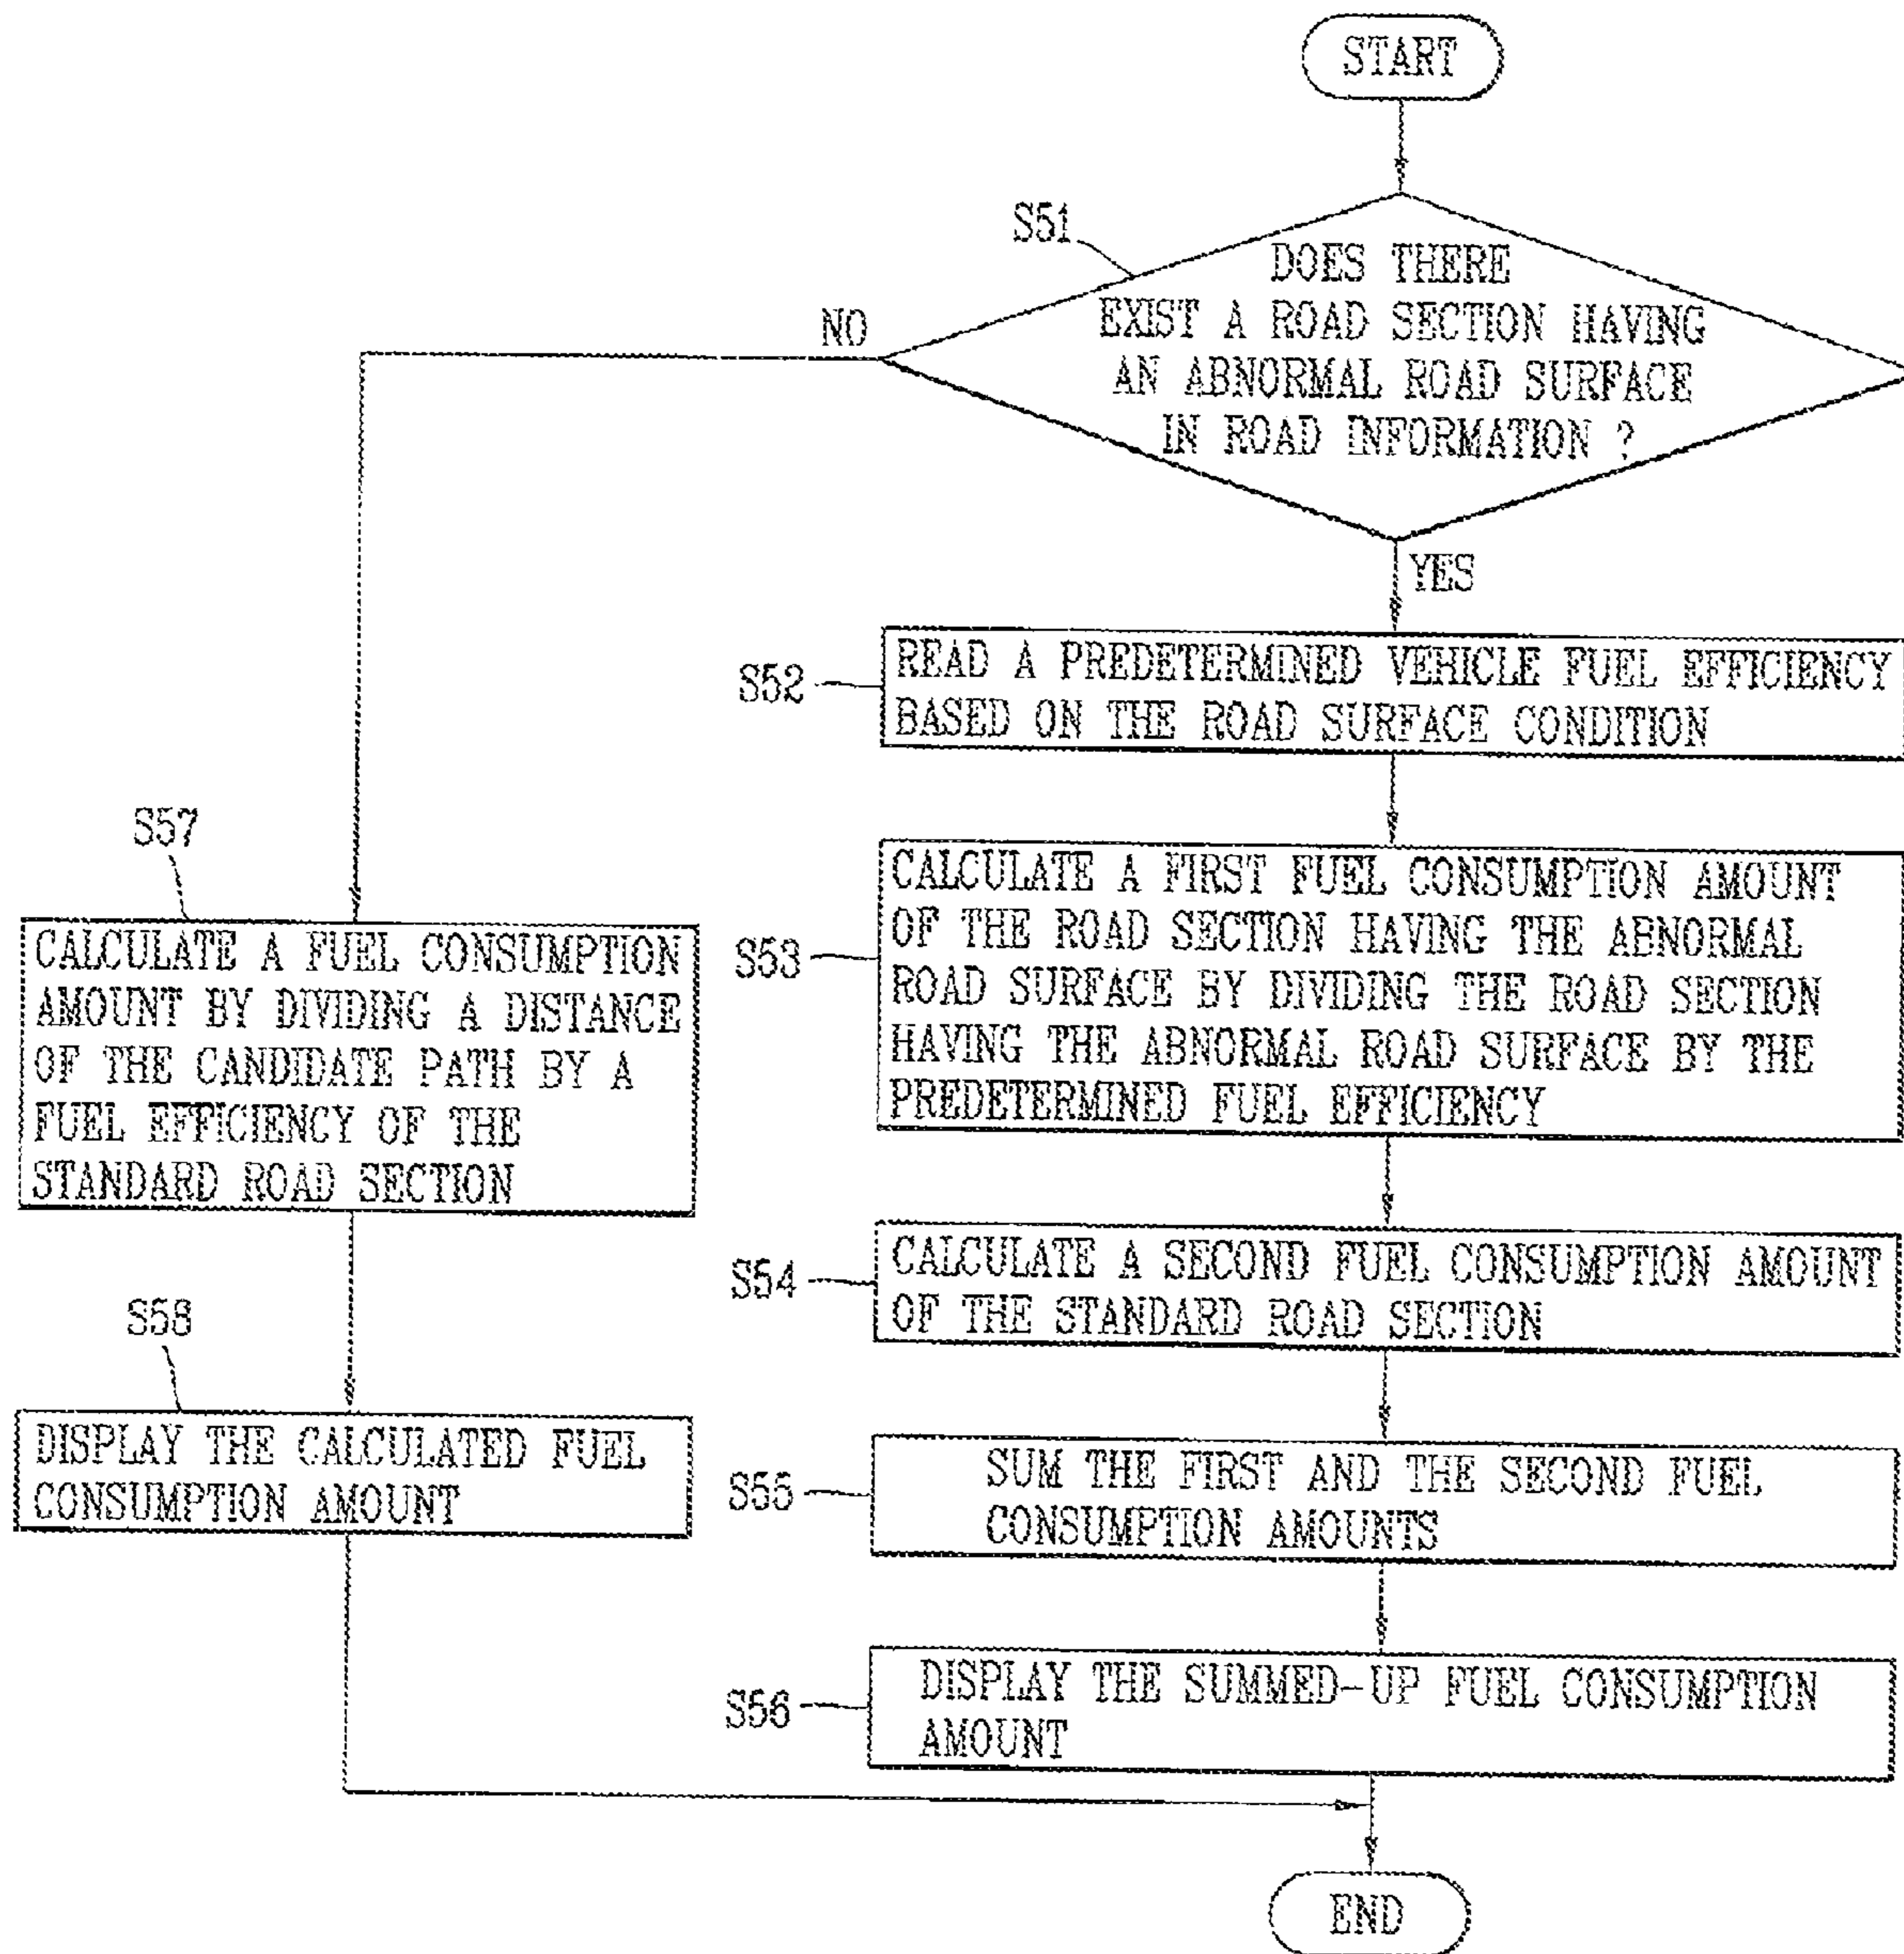 START
S51
DOES THERE
EXIST A ROAD SECTION HAVING
AN ABNORMAL ROAD SURFACE
IN ROAD INFORMATION ?
NO
YES
S52
READ A PREDETERMINED VEHICLE FUEL EFFICIENCY
BASED ON THE ROAD SURFACE CONDITION
S53
CALCULATE A FIRST FUEL CONSUMPTION AMOUNT
OF THE ROAD SECTION HAVING THE ABNORMAL
ROAD SURFACE BY DIVIDING THE ROAD SECTION
HAVING THE ABNORMAL ROAD SURFACE BY THE
PREDETERMINED FUEL EFFICIENCY
S54
CALCULATE A SECOND FUEL CONSUMPTION AMOUNT
OF THE STANDARD ROAD SECTION
S55
SUM THE FIRST AND THE SECOND FUEL
CONSUMPTION AMOUNTS
S56
DISPLAY THE SUMMED-UP FUEL CONSUMPTION
AMOUNT
S57
CALCULATE A FUEL CONSUMPTION
AMOUNT BY DIVIDING A DISTANCE
OF THE CANDIDATE PATH BY A
FUEL EFFICIENCY OF THE
STANDARD ROAD SECTION
S58
DISPLAY THE CALCULATED FUEL
CONSUMPTION AMOUNT
END